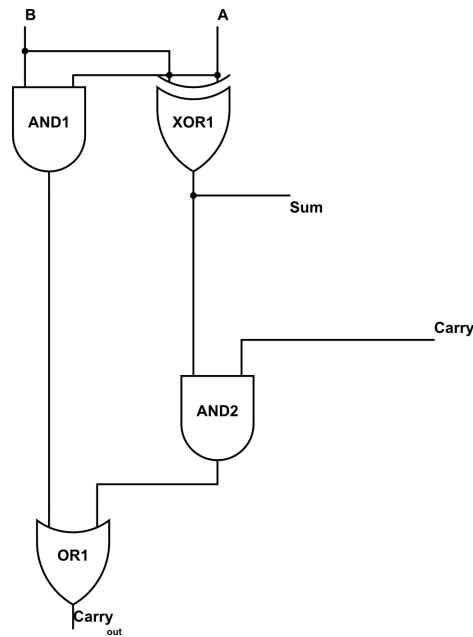 B
A
AND1
XOR1
Sum
Carry
AND2
OR1
Carry
out